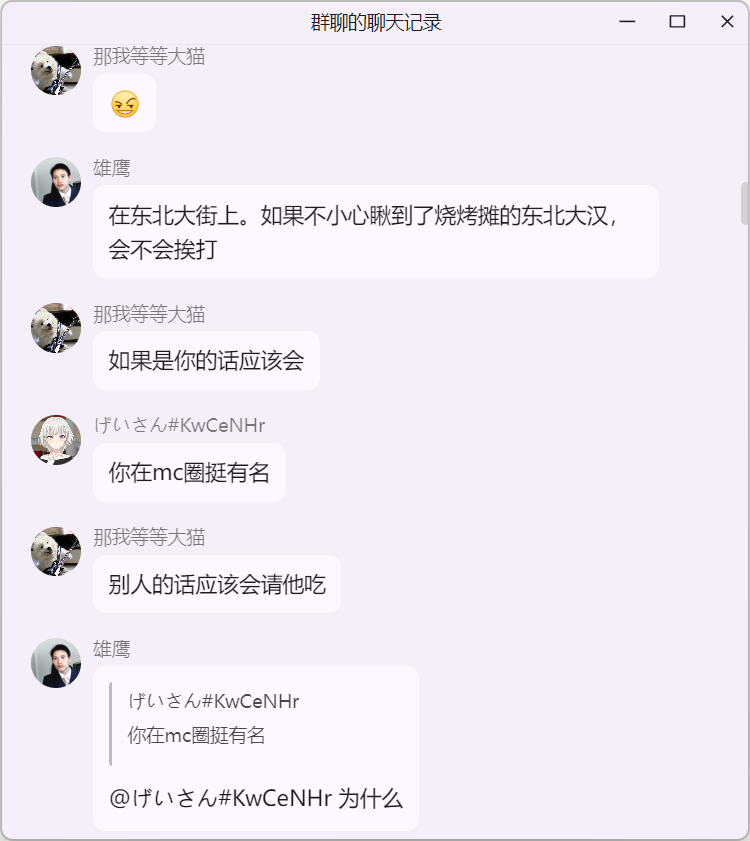 群聊的聊天记录
那我等等大猫
雄鹰
在东北大街上。如果不小心瞅到了烧烤摊的东北大汉，
会不会挨打
那我等等大猫
如果是你的话应该会
げいさん#KwCeNHr
你在mc圈挺有名
那我等等大猫
别人的话应该会请他吃
雄鹰
げいさん#KwCeNHr
你在mc圈挺有名
@げいさん#KwCeNHr 为什么